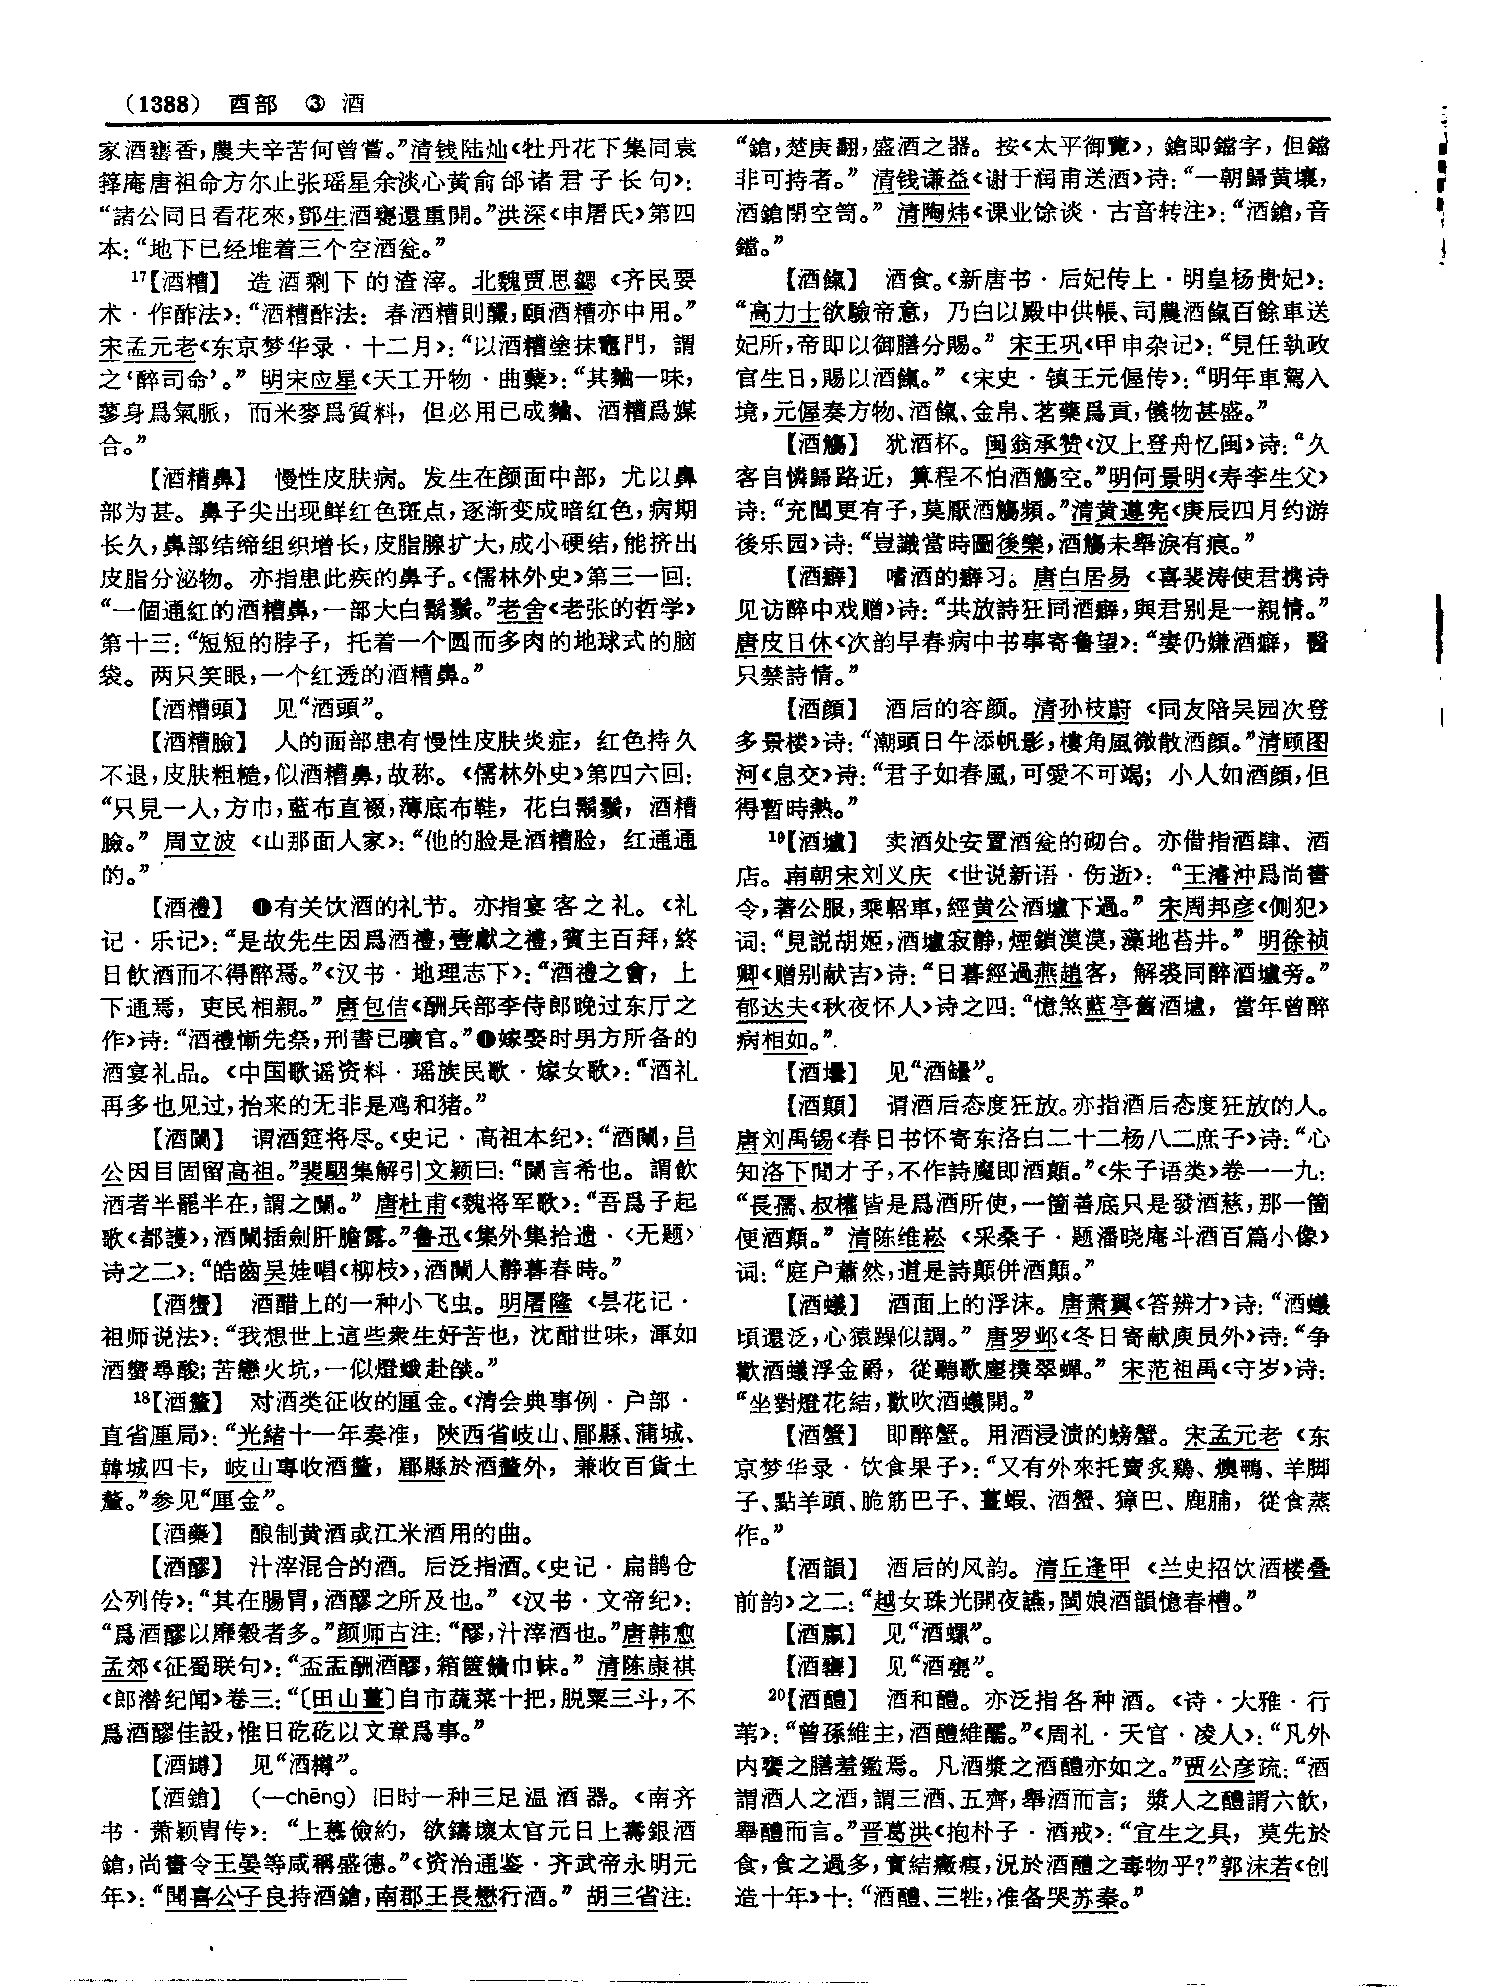 （1388） 酉部 ③ 酒
家酒甕香，農夫辛苦何曾嘗。”清钱陆灿《牡丹花下集同袁
箨庵唐祖命方尔止张瑶星余淡心黄俞邰诸君子长句》：
“諸公同日看花來，鄧生酒甕還重開。”洪深《申屠氏》第四
本：“地下已经堆着三个空酒瓮。”
17【酒糟】 造酒剩下的渣滓。北魏贾思勰《齐民要
术·作酢法》：“酒糟酢法：春酒糟則釅，頤酒糟亦中用。”
宋孟元老《东京梦华录·十二月》：“以酒糟塗抹竈門，謂
之‘醉司命’。”明宋应星《天工开物·曲蘖》：“其麯一味，
蓼身爲氣脈，而米麥爲質料，但必用已成麯、酒糟爲媒
合。”
【酒糟鼻】 慢性皮肤病。发生在颜面中部，尤以鼻
部为甚。鼻子尖出现鲜红色斑点，逐渐变成暗红色，病期
长久，鼻部结缔组织增长，皮脂腺扩大，成小硬结，能挤出
皮脂分泌物。亦指患此疾的鼻子。《儒林外史》第三一回：
“一個通紅的酒糟鼻，一部大白鬍鬚。”老舍《老张的哲学》
第十三：“短短的脖子，托着一个圆而多肉的地球式的脑
袋。两只笑眼，一个红透的酒糟鼻。”
【酒糟頭】 见“酒頭”。
【酒糟臉】 人的面部患有慢性皮肤炎症，红色持久
不退，皮肤粗糙，似酒糟鼻，故称。《儒林外史》第四六回：
“只見一人，方巾，藍布直裰，薄底布鞋，花白鬍鬚，酒糟
臉。”周立波《山那面人家》：“他的脸是酒糟脸，红通通
的。”
【酒禮】 ❶有关饮酒的礼节。亦指宴客之礼。《礼
记·乐记》：“是故先生因爲酒禮，壹獻之禮，賓主百拜，終
日飲酒而不得醉焉。”《汉书·地理志下》：“酒禮之會，上
下通焉，吏民相親。”唐包佶《酬兵部李侍郎晚过东厅之
作》诗：“酒禮慚先祭，刑書已曠官。”❶嫁娶时男方所备的
酒宴礼品。《中国歌谣资料·瑶族民歌·嫁女歌》：“酒礼
再多也见过，抬来的无非是鸡和猪。”
【酒闌】 谓酒筵将尽。《史记·高祖本纪》：“酒闌，吕
公因目固留高祖。”裴駰集解引文颖曰：“闌言希也。謂飲
酒者半罷半在，謂之闌。”唐杜甫《魏将军歌》：“吾爲子起
歌《都護》，酒闌插劍肝膽露。”鲁迅《集外集拾遗·〈无题〉
诗之二》：“皓齒吴娃唱《柳枝》，酒闌人静暮春時。”
【酒螱】 酒醋上的一种小飞虫。明屠隆《昙花记·
祖师说法》：“我想世上這些衆生好苦也，沈酣世味，渾如
酒螱尋酸；苦戀火坑，一似燈蛾赴燄。”
18【酒釐】 对酒类征收的厘金。《清会典事例·户部·
直省厘局》：“光緒十一年奏准，陝西省岐山、郿縣、蒲城、
韓城四卡，岐山專收酒釐，郿縣於酒釐外，兼收百貨土
釐。”参见“厘金”。
【酒藥】 酿制黄酒或江米酒用的曲。
【酒醪】 汁滓混合的酒。后泛指酒。《史记·扁鹊仓
公列传》：“其在腸胃，酒醪之所及也。”《汉书·文帝纪》：
“爲酒醪以靡穀者多。”颜师古注：“醪，汁滓酒也。”唐韩愈
孟郊《征蜀联句》：“盃盂酬酒醪，箱篋饋巾帓。”清陈康祺
《郎潜纪闻》卷三：“〔田山薑〕自市蔬菜十把，脱粟三斗，不
爲酒醪佳設，惟日矻矻以文章爲事。”
【酒罇】 见“酒樽”。
【酒鎗】 （—chēng）旧时一种三足温酒器。《南齐
书·萧颖胄传》：“上慕儉約，欲鑄壞太官元日上壽銀酒
鎗，尚書令王晏等咸稱盛德。”《资治通鉴·齐武帝永明元
年》：“聞喜公子良持酒鎗，南郡王長懋行酒。”胡三省注：
“鎗，楚庚翻，盛酒之器。按《太平御覽》，鎗即鐺字，但鐺
非可持者。”清钱谦益《谢于润甫送酒》诗：“一朝歸黄壤，
酒鎗閉空笥。”清陶炜《课业馀谈·古音转注》：“酒鎗，音
鐺。”
【酒餼】 酒食。《新唐书·后妃传上·明皇杨贵妃》：
“高力士欲驗帝意，乃白以殿中供帳、司農酒餼百餘車送
妃所，帝即以御膳分賜。”宋王巩《甲申杂记》：“見任執政
官生日，賜以酒餼。”《宋史·镇王元偓传》：“明年車駕入
境，元偓奏方物、酒餼、金帛、茗藥爲貢，儀物甚盛。”
【酒觴】 犹酒杯。闽翁承赞《汉上登舟忆闽》诗：“久
客自憐歸路近，算程不怕酒觴空。”明何景明《寿李生父》
诗：“充閭更有子，莫厭酒觴頻。”清黄遵宪《庚辰四月约游
後乐园》诗：“豈識當時圖後樂，酒觴未舉淚有痕。”
【酒癖】 嗜酒的癖习。唐白居易《喜裴涛使君携诗
见访醉中戏赠》诗：“共放詩狂同酒癖，與君别是一親情。”
唐皮日休《次韵早春病中书事寄鲁望》：“妻仍嫌酒癖，醫
只禁詩情。”
【酒顔】 酒后的容颜。清孙枝蔚《同友陪吴园次登
多景楼》诗：“潮頭日午添帆影，樓角風微散酒顔。”清顾图
河《息交》诗：“君子如春風，可愛不可竭；小人如酒顔，但
得暫時熱。”
19【酒壚】 卖酒处安置酒瓮的砌台。亦借指酒肆、酒
店。南朝宋刘义庆《世说新语·伤逝》：“王濬沖爲尚書
令，著公服，乘軺車，經黄公酒壚下過。”宋周邦彦《侧犯》
词：“見説胡姬，酒壚寂静，煙鎖漠漠，藻池苔井。”明徐祯
卿《赠别献吉》诗：“日暮經過燕趙客，解裘同醉酒壚旁。”
郁达夫《秋夜怀人》诗之四：“憶煞藍亭舊酒壚，當年曾醉
病相如。”
【酒壜】 见“酒罎”。
【酒顛】 谓酒后态度狂放。亦指酒后态度狂放的人。
唐刘禹锡《春日书怀寄东洛白二十二杨八二庶子》诗：“心
知洛下閒才子，不作詩魔即酒顛。”《朱子语类》卷一一九：
“長孺、叔權皆是爲酒所使，一箇善底只是發酒慈，那一箇
便酒顛。”清陈维崧《采桑子·题潘晓庵斗酒百篇小像》
词：“庭户蕭然，道是詩顛併酒顛。”
【酒蟻】 酒面上的浮沫。唐萧翼《答辨才》诗：“酒蟻
頃還泛，心猿躁似調。”唐罗邺《冬日寄献庾员外》诗：“争
歡酒蟻浮金爵，從聽歌塵撲翠蟬。”宋范祖禹《守岁》诗：
“坐對燈花結，歡吹酒蟻開。”
【酒蟹】 即醉蟹。用酒浸渍的螃蟹。宋孟元老《东
京梦华录·饮食果子》：“又有外來托賣炙鷄、燠鴨、羊脚
子、點羊頭、脆筋巴子、薑蝦、酒蟹、獐巴、鹿脯，從食蒸
作。”
【酒韻】 酒后的风韵。清丘逢甲《兰史招饮酒楼叠
前韵》之二：“越女珠光開夜讌，閩娘酒韻憶春槽。”
【酒蠃】 见“酒螺”。
【酒罋】 见“酒甕”。
20【酒醴】 酒和醴。亦泛指各种酒。《诗·大雅·行
苇》：“曾孫維主，酒醴維醹。”《周礼·天官·凌人》：“凡外
内饔之膳羞鑑焉。凡酒漿之酒醴亦如之。”贾公彦疏：“酒
謂酒人之酒，謂三酒、五齊，舉酒而言；漿人之醴謂六飲，
舉醴而言。”晋葛洪《抱朴子·酒戒》：“宜生之具，莫先於
食，食之過多，實結癥瘕，況於酒醴之毒物乎？”郭沫若《创
造十年》十：“酒醴、三牲，准备哭苏秦。”